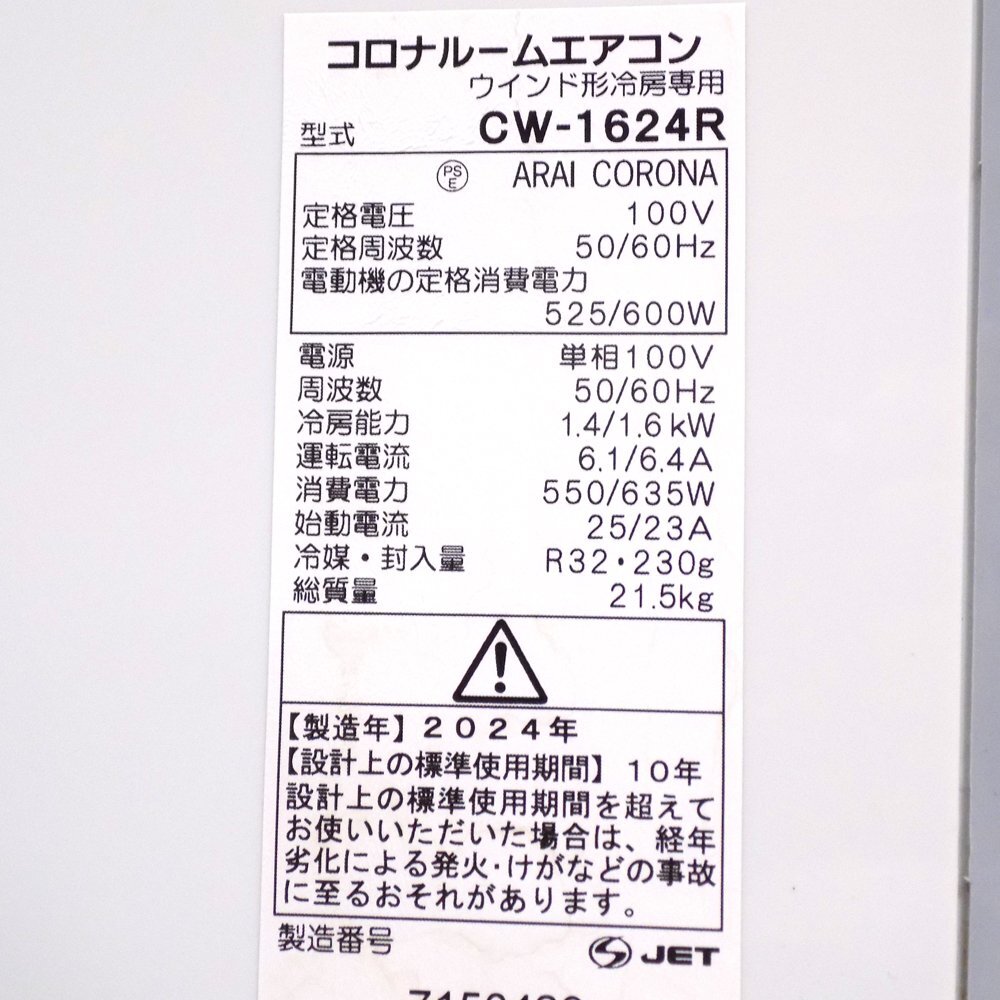 コロナルームエアコン
ウインド形冷房専用
型式 CW-1624R
PS E ARAI CORONA
定格電圧 100V
定格周波数 50/60Hz
電動機の定格消費電力
525/600W
電源 単相100V
周波数 50/60Hz
冷房能力 1.4/1.6kW
運転電流 6.1/6.4A
消費電力 550/635W
始動電流 25/23A
冷媒・封入量 R32・230g
総質量 21.5kg
【製造年】2024年
【設計上の標準使用期間】10年
設計上の標準使用期間を超えて
お使いいただいた場合は、経年
劣化による発火・けがなどの事故
に至るおそれがあります。
製造番号 JET